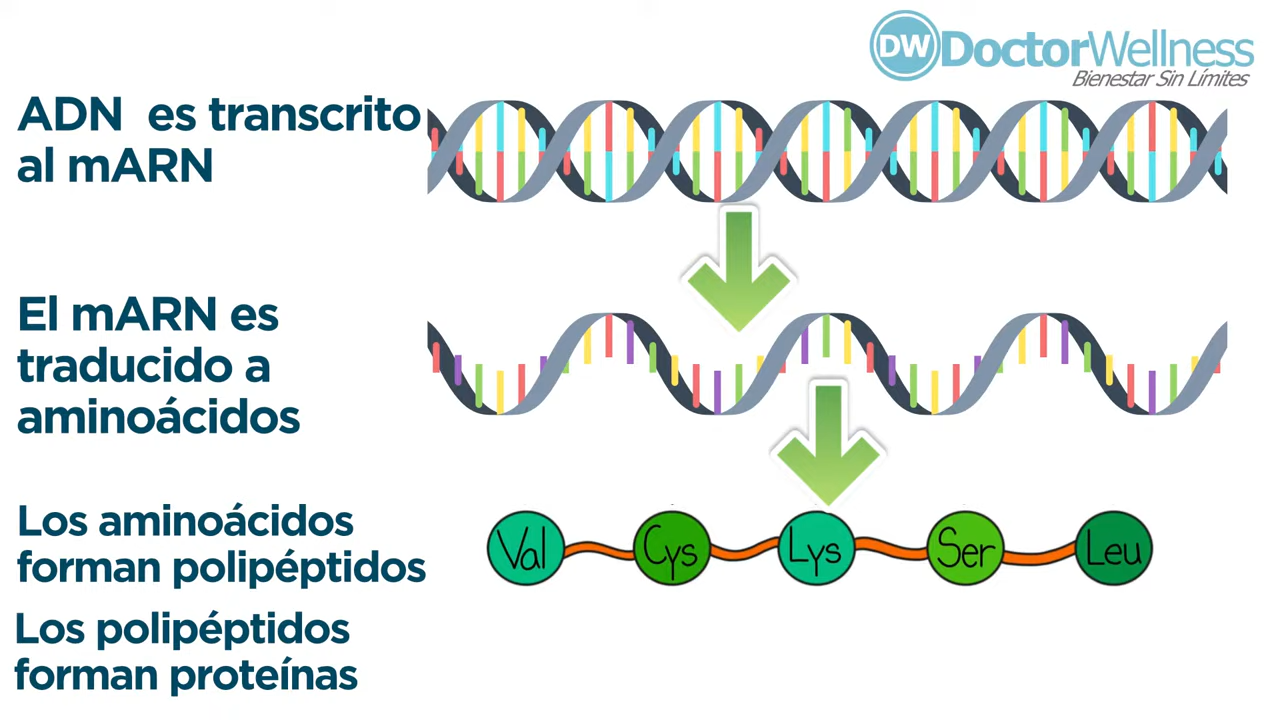 DW DoctorWellness
Bienestar Sin Límites
ADN es transcrito
al mARN
El mARN es
traducido a
aminoácidos
Los aminoácidos
forman polipéptidos
Val Cys Lys Ser Leu
Los polipéptidos
forman proteínas